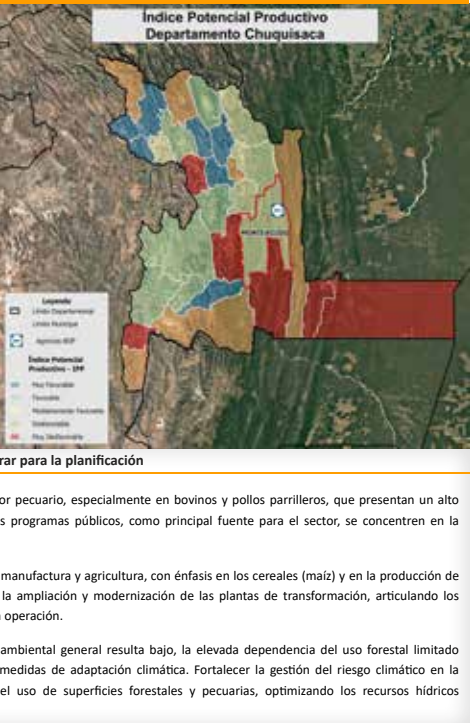 Índice Potencial Productivo
Departamento Chuquisaca
MONTEAGUDO
Leyenda
Límite Departamental
Límite Municipal
Agencias BDP
Índice Potencial
Productivo - IPP
Muy Favorable
Favorable
Medianamente Favorable
Desfavorable
Muy Desfavorable
rar para la planificación
or pecuario, especialmente en bovinos y pollos parrilleros, que presentan un alto
s programas públicos, como principal fuente para el sector, se concentren en la
manufactura y agricultura, con énfasis en los cereales (maíz) y en la producción de
la ampliación y modernización de las plantas de transformación, articulando los
operación.
ambiental general resulta bajo, la elevada dependencia del uso forestal limitado
medidas de adaptación climática. Fortalecer la gestión del riesgo climático en la
el uso de superficies forestales y pecuarias, optimizando los recursos hídricos